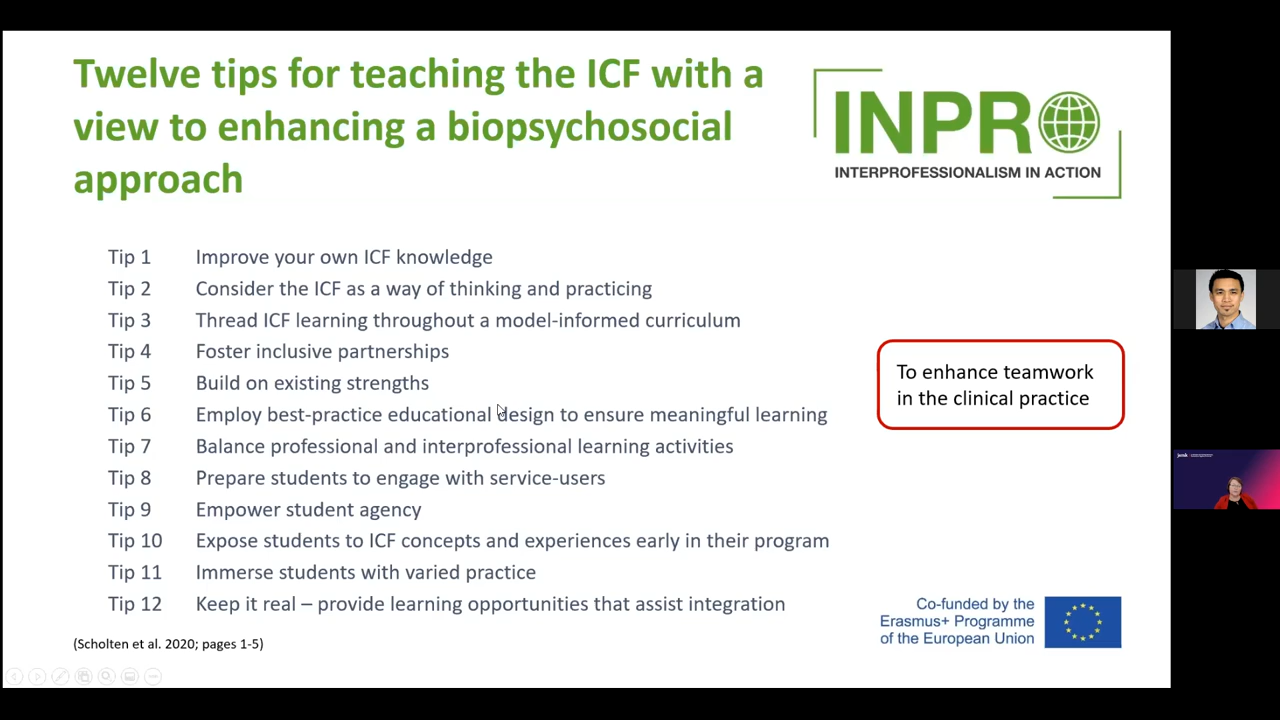 Twelve tips for teaching the ICF with a
view to enhancing a biopsychosocial
approach
INPRO
INTERPROFESSIONALISM IN ACTION
Tip 1 Improve your own ICF knowledge
Tip 2 Consider the ICF as a way of thinking and practicing
Tip 3 Thread ICF learning throughout a model-informed curriculum
Tip 4 Foster inclusive partnerships
Tip 5 Build on existing strengths
Tip 6 Employ best-practice educational design to ensure meaningful learning
Tip 7 Balance professional and interprofessional learning activities
Tip 8 Prepare students to engage with service-users
Tip 9 Empower student agency
Tip 10 Expose students to ICF concepts and experiences early in their program
Tip 11 Immerse students with varied practice
Tip 12 Keep it real – provide learning opportunities that assist integration
To enhance teamwork
in the clinical practice
(Scholten et al. 2020; pages 1-5)
Co-funded by the
Erasmus+ Programme
of the European Union
jamk